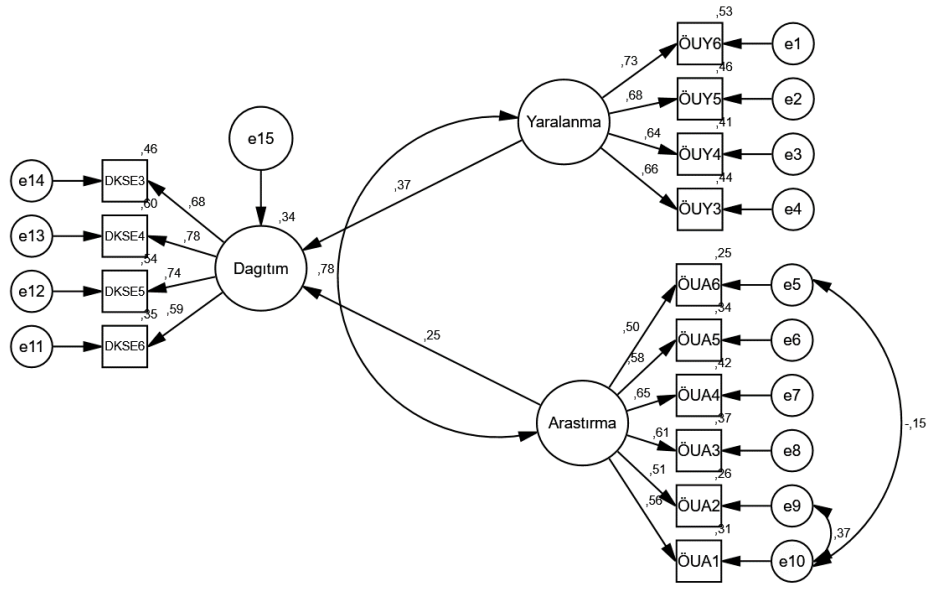 ,53
ÖUY6
e1
,73
,46
ÖUY5
e2
,68
Yaralanma
,41
ÖUY4
e3
,64
,44
ÖUY3
e4
,66
e15
,46
e14
DKSE3
,68
,60
e13
DKSE4
,78
,54
e12
DKSE5
,74
,35
e11
DKSE6
,59
,34
Dagıtım
,37
,78
,25
,25
ÖUA6
e5
,50
,34
ÖUA5
e6
,58
,42
ÖUA4
e7
,65
Arastırma
,37
ÖUA3
e8
,61
,26
ÖUA2
e9
,51
,31
ÖUA1
e10
,56
,37
-,15